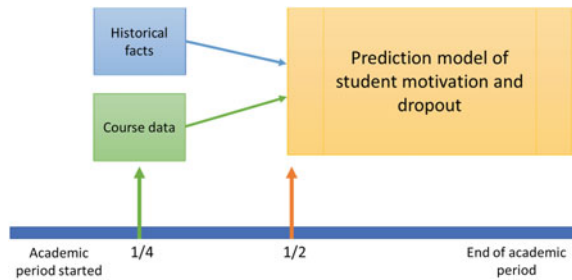 Historical
facts
Prediction model of
student motivation and
dropout
Course data
Academic
period started
1/4
1/2
End of academic
period